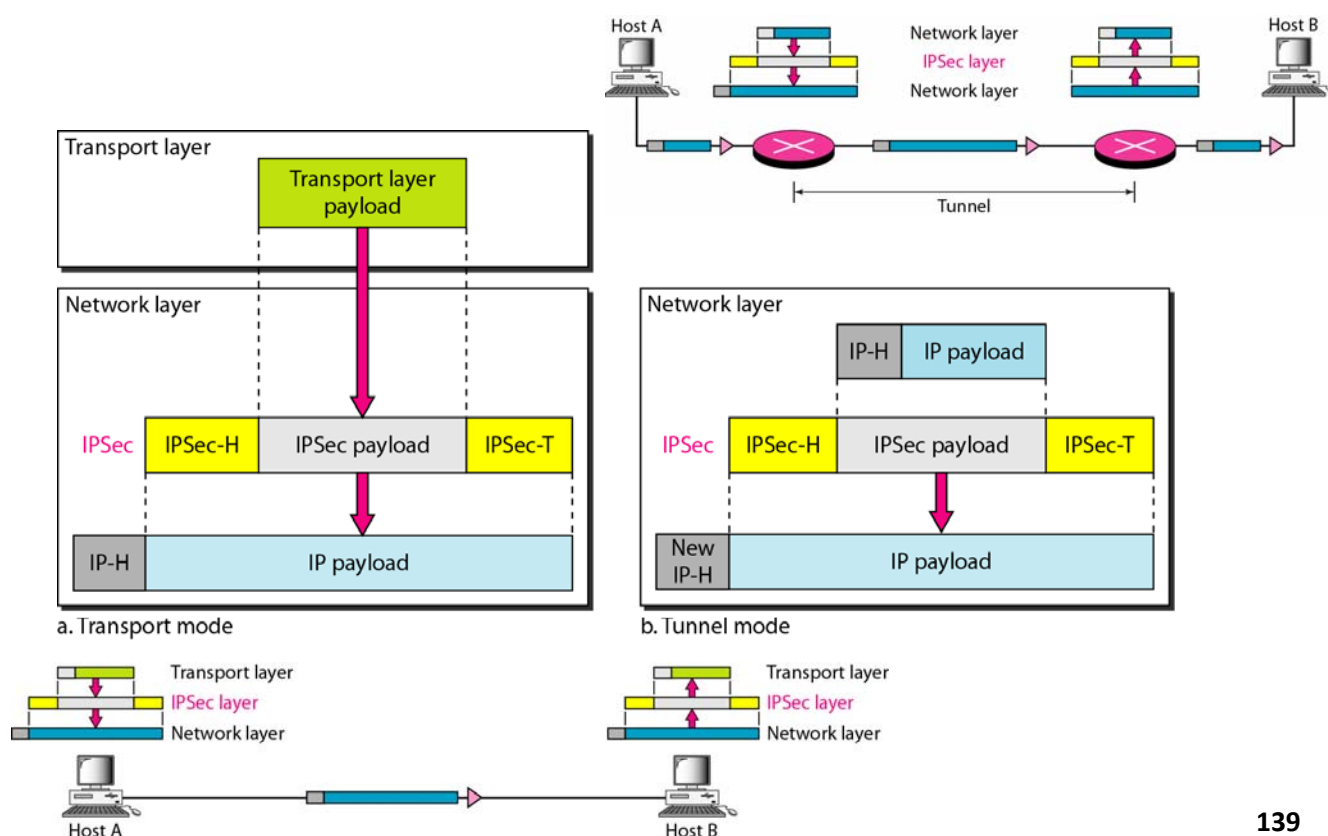 Host A
Host B
Network layer
IPSec layer
Network layer
Tunnel
Transport layer
Transport layer
payload
Network layer
IPSec
IPSec-H
IPSec payload
IPSec-T
IP-H
IP payload
a. Transport mode
Network layer
IP-H
IP payload
IPSec
IPSec-H
IPSec payload
IPSec-T
New
IP-H
IP payload
b. Tunnel mode
Transport layer
IPSec layer
Network layer
Transport layer
IPSec layer
Network layer
Host A
Host B
139